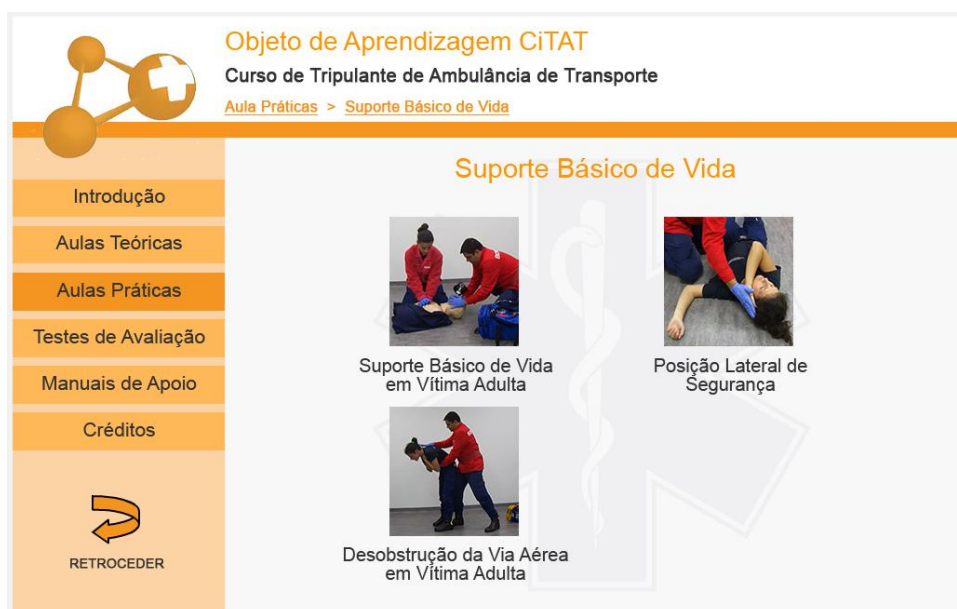 Objeto de Aprendizagem CiTAT
Curso de Tripulante de Ambulância de Transporte
Aula Práticas > Suporte Básico de Vida
Introdução
Aulas Teóricas
Aulas Práticas
Testes de Avaliação
Manuais de Apoio
Créditos
RETROCEDER
Suporte Básico de Vida
Suporte Básico de Vida
em Vítima Adulta
Posição Lateral de
Segurança
Desobstrução da Via Aérea
em Vítima Adulta